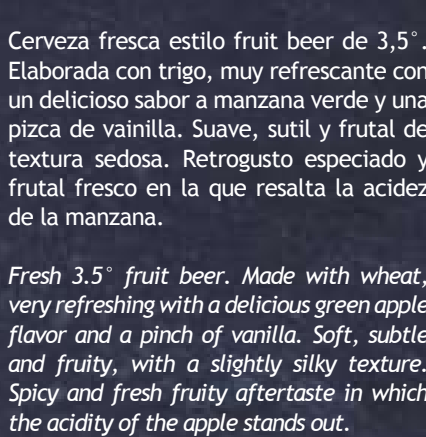 Cerveza fresca estilo fruit beer de 3,5°.
Elaborada con trigo, muy refrescante con
un delicioso sabor a manzana verde y una
pizca de vainilla. Suave, sutil y frutal de
textura sedosa. Retrogusto especiado y
frutal fresco en la que resalta la acidez
de la manzana.
Fresh 3.5° fruit beer. Made with wheat,
very refreshing with a delicious green apple
flavor and a pinch of vanilla. Soft, subtle
and fruity, with a slightly silky texture.
Spicy and fresh fruity aftertaste in which
the acidity of the apple stands out.